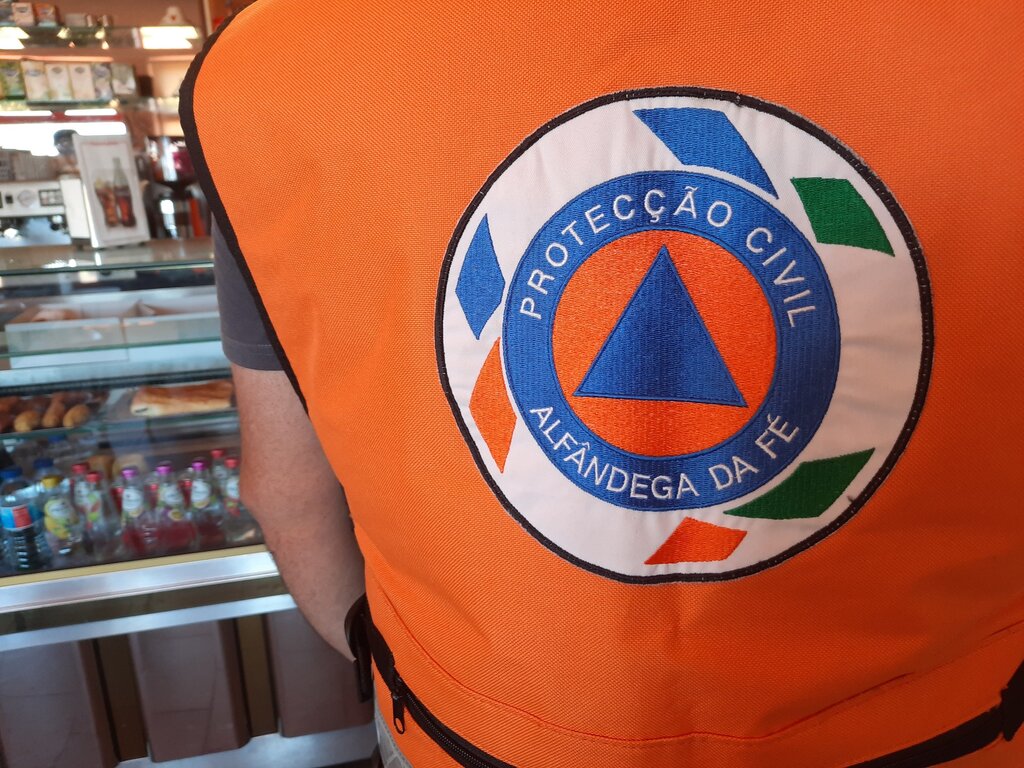 PROTECÇÃO CIVIL
ALFÂNDEGA DA FÉ